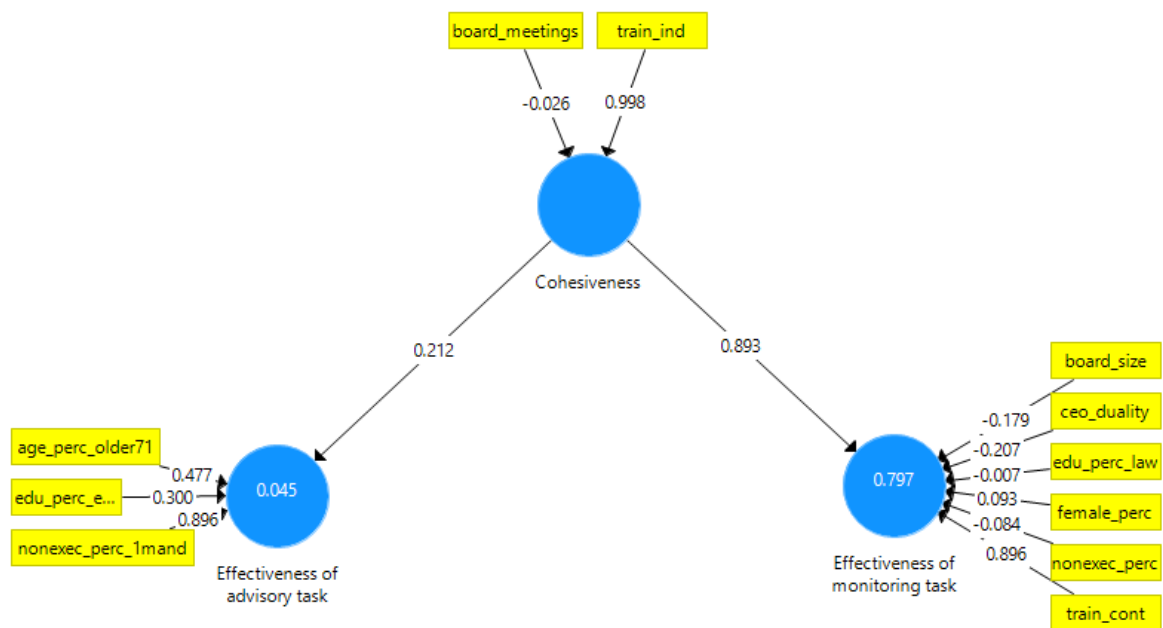 board_meetings
train_ind
-0.026
0.998
Cohesiveness
0.212
0.893
age_perc_older71
edu_perc_e...
nonexec_perc_1mand
0.477
0.300
0.896
0.045
Effectiveness of
advisory task
0.797
Effectiveness of
monitoring task
-0.179
-0.207
-0.007
0.093
-0.084
0.896
board_size
ceo_duality
edu_perc_law
female_perc
nonexec_perc
train_cont